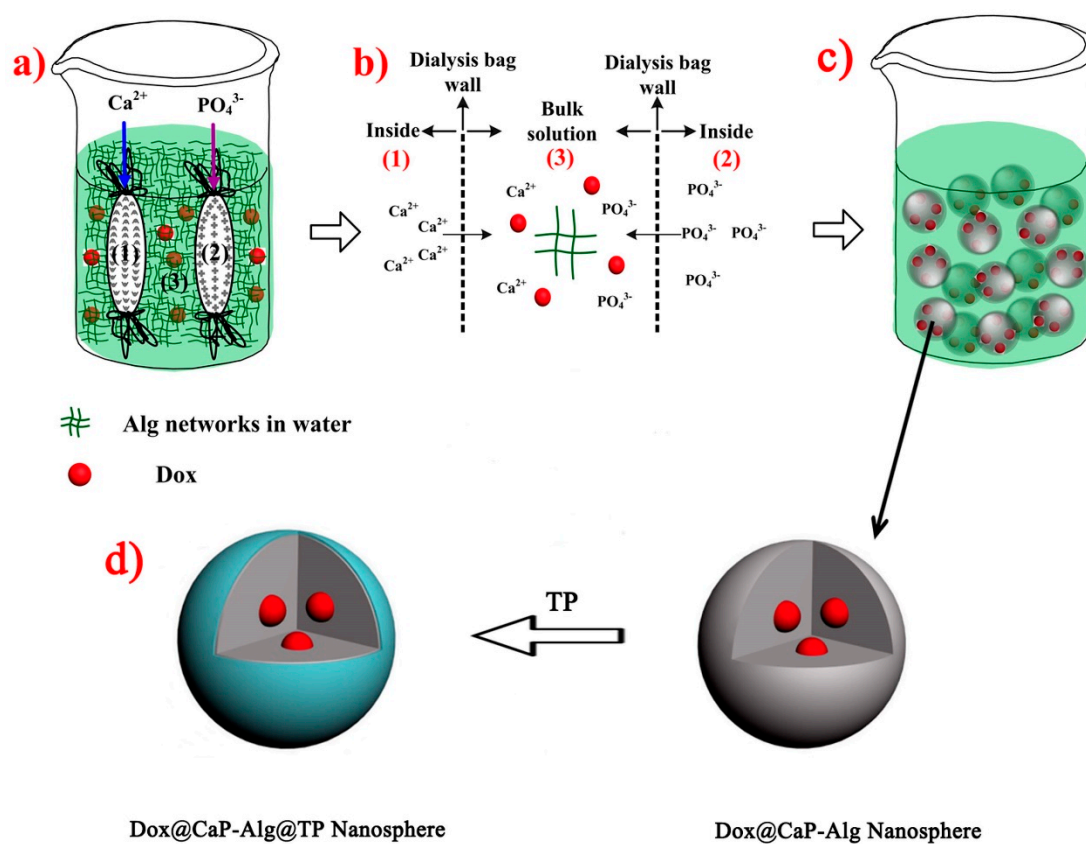 a)
Ca²⁺ PO₄³⁻
(1) (2)
(3)
b)
Dialysis bag wall
Dialysis bag wall
Inside
Bulk solution
Inside
(1) (3) (2)
Ca²⁺
Ca²⁺
Ca²⁺ Ca²⁺
Ca²⁺
Ca²⁺
PO₄³⁻
PO₄³⁻
PO₄³⁻
PO₄³⁻ PO₄³⁻
PO₄³⁻
c)
Alg networks in water
Dox
d)
TP
Dox@CaP-Alg@TP Nanosphere
Dox@CaP-Alg Nanosphere